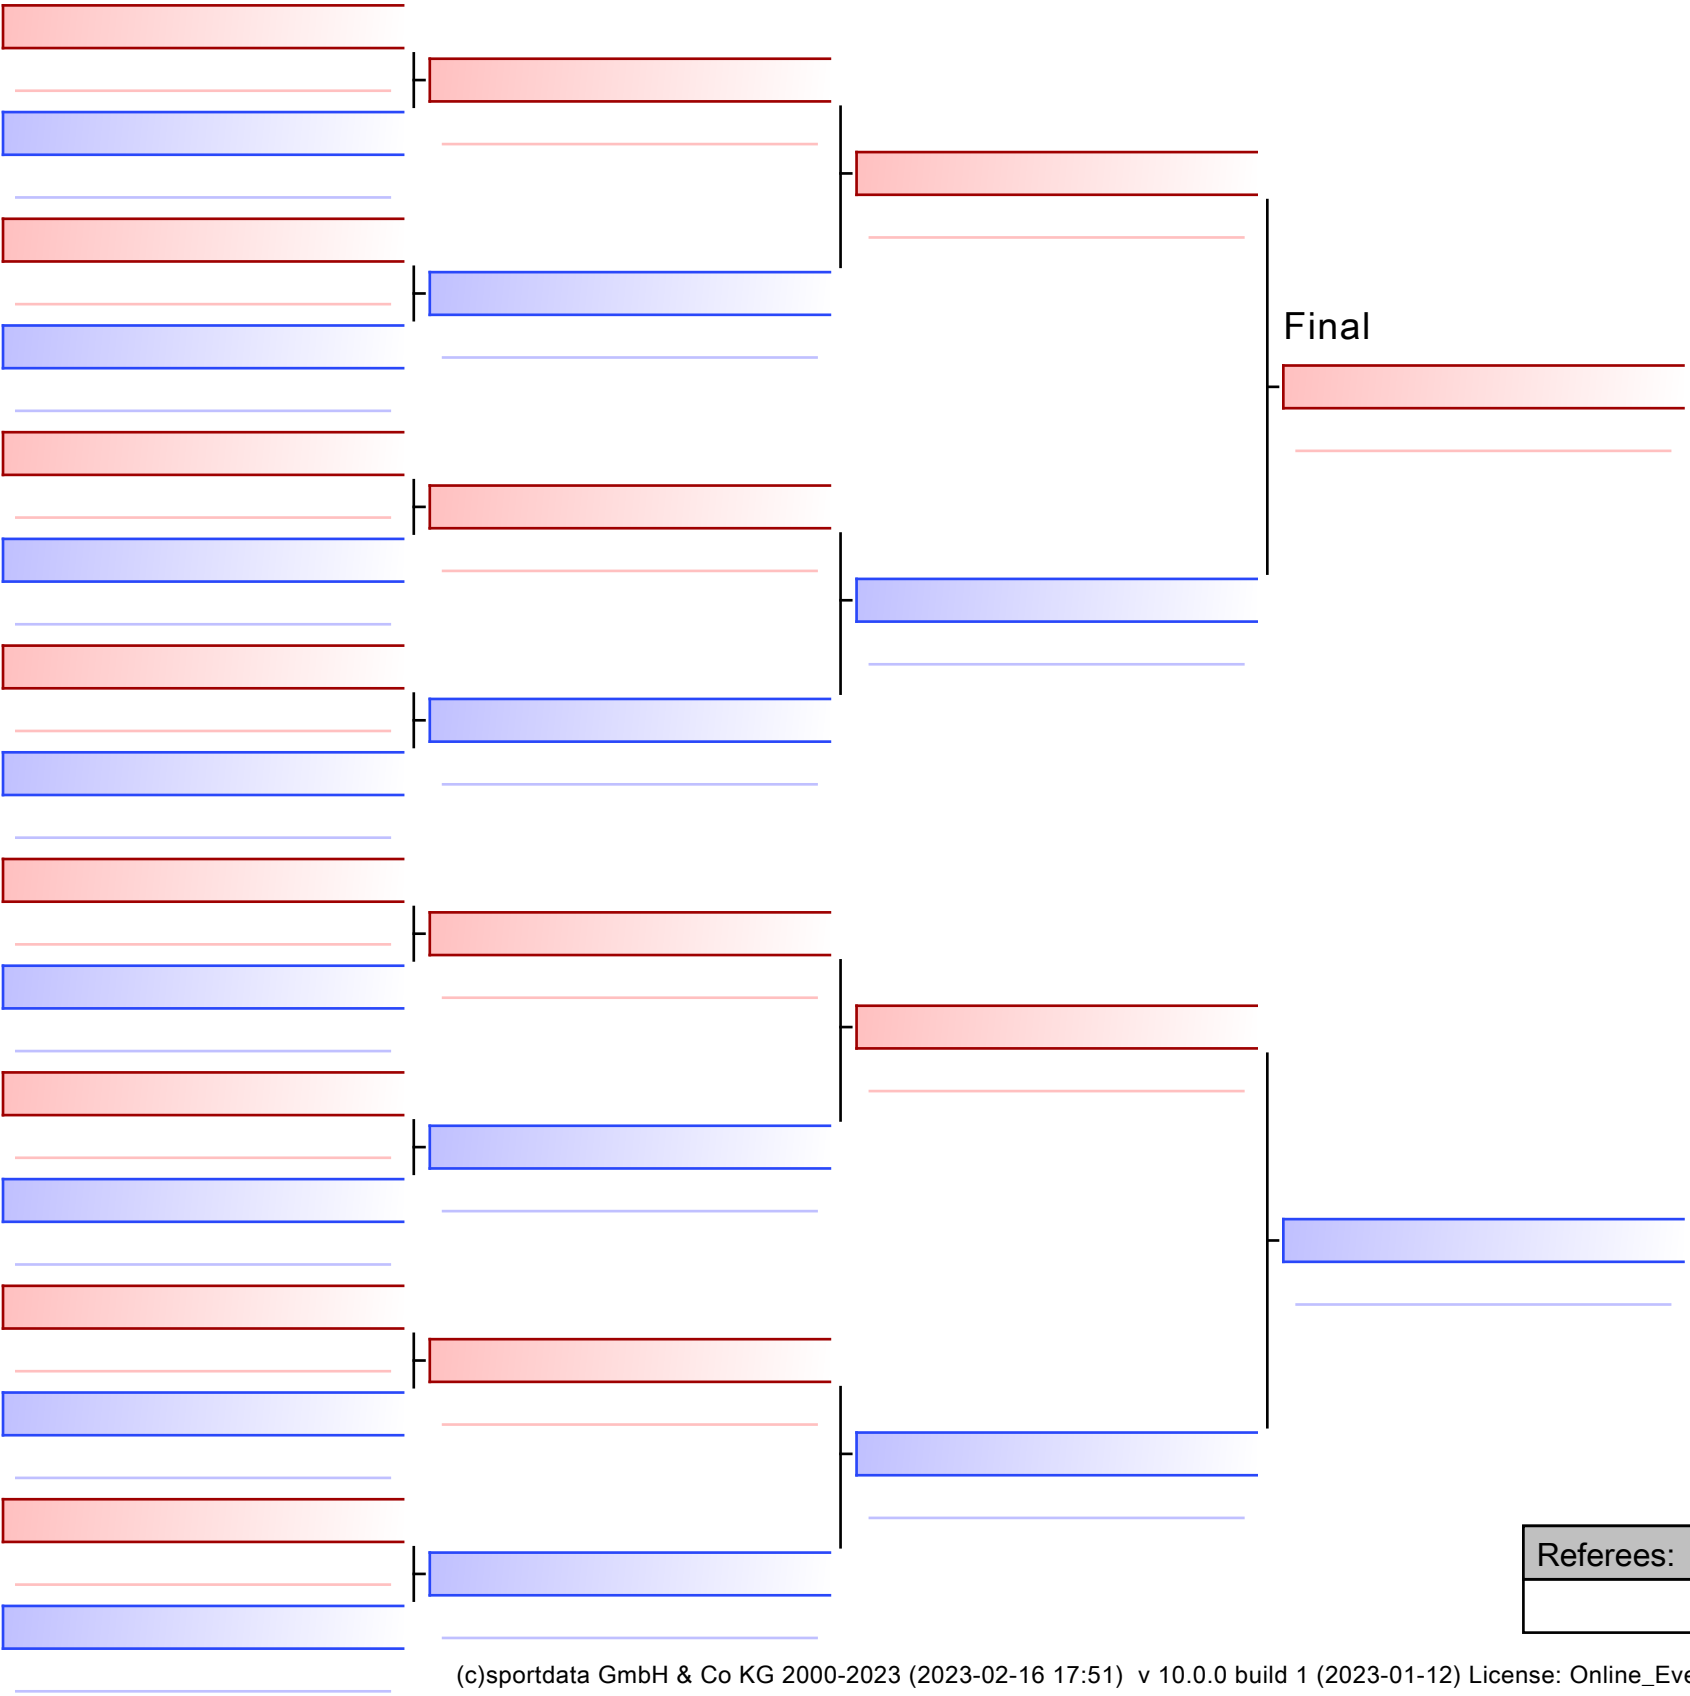 Final
Referees:
(c)sportdata GmbH & Co KG 2000-2023 (2023-02-16 17:51)  v 10.0.0 build 1 (2023-01-12) License: Online_Eve